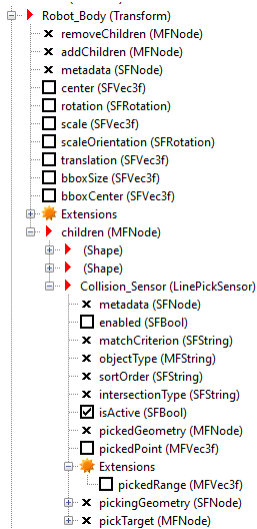 Robot_Body (Transform)
removeChildren (MFNode)
addChildren (MFNode)
metadata (SFNode)
center (SFVec3f)
rotation (SFRotation)
scale (SFVec3f)
scaleOrientation (SFRotation)
translation (SFVec3f)
bboxSize (SFVec3f)
bboxCenter (SFVec3f)
Extensions
children (MFNode)
(Shape)
(Shape)
Collision_Sensor (LinePickSensor)
metadata (SFNode)
enabled (SFBool)
matchCriterion (SFString)
objectType (MFString)
sortOrder (SFString)
intersectionType (SFString)
isActive (SFBool)
pickedGeometry (MFNode)
pickedPoint (MFVec3f)
Extensions
pickedRange (MFVec3f)
pickingGeometry (SFNode)
pickTarget (MFNode)